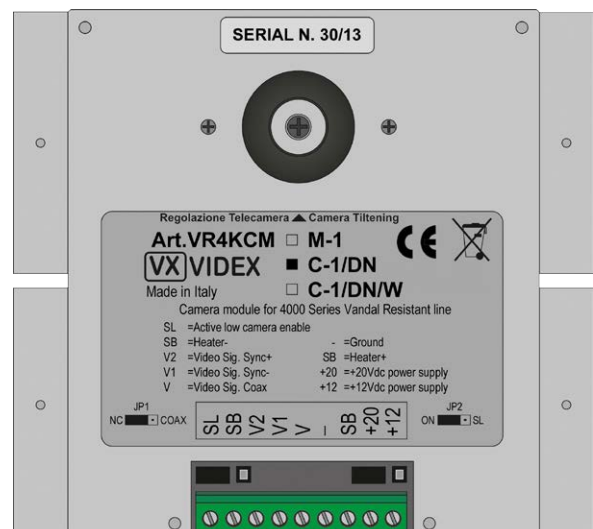 SERIAL N. 30/13
Regolazione Telecamera ▲ Camera Tiltening
Art.VR4KCM □ M-1
CE
VX VIDEX ■ C-1/DN
Made in Italy □ C-1/DN/W
Camera module for 4000 Series Vandal Resistant line
SL =Active low camera enable
SB =Heater- - =Ground
V2 =Video Sig. Sync+ SB =Heater+
V1 =Video Sig. Sync- +20 =+20Vdc power supply
V =Video Sig. Coax +12 =+12Vdc power supply
JP1
NC COAX
SL SB V2 V1 V - SB +20 +12
JP2
ON SL